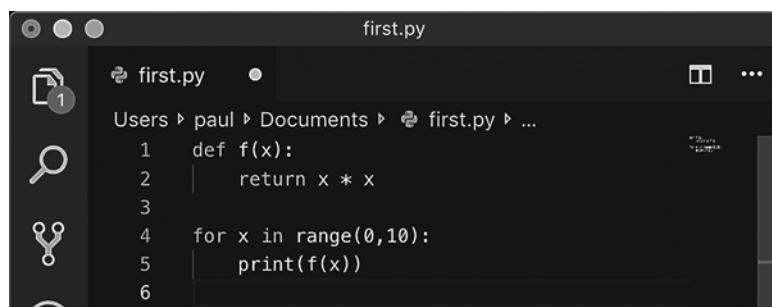 first.py
first.py
1
Users paul Documents first.py ...
1 def f(x):
2     return x * x
3
4 for x in range(0,10):
5     print(f(x))
6